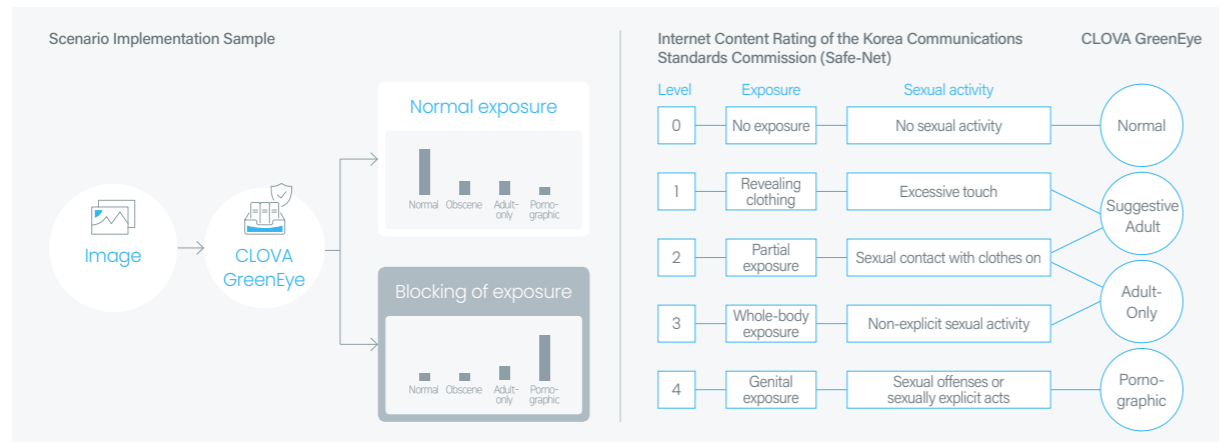 Scenario Implementation Sample
Image
CLOVA
GreenEye
Normal exposure
Normal Obscene Adult- Porno-
only graphic
Blocking of exposure
Normal Obscene Adult- Porno-
only graphic
Internet Content Rating of the Korea Communications
Standards Commission (Safe-Net)
CLOVA GreenEye
Level Exposure Sexual activity
0 No exposure No sexual activity Normal
1 Revealing
clothing Excessive touch
Suggestive
Adult
2 Partial
exposure Sexual contact with clothes on
Adult-
Only
3 Whole-body
exposure Non-explicit sexual activity
4 Genital
exposure Sexual offenses or
sexually explicit acts
Porno-
graphic